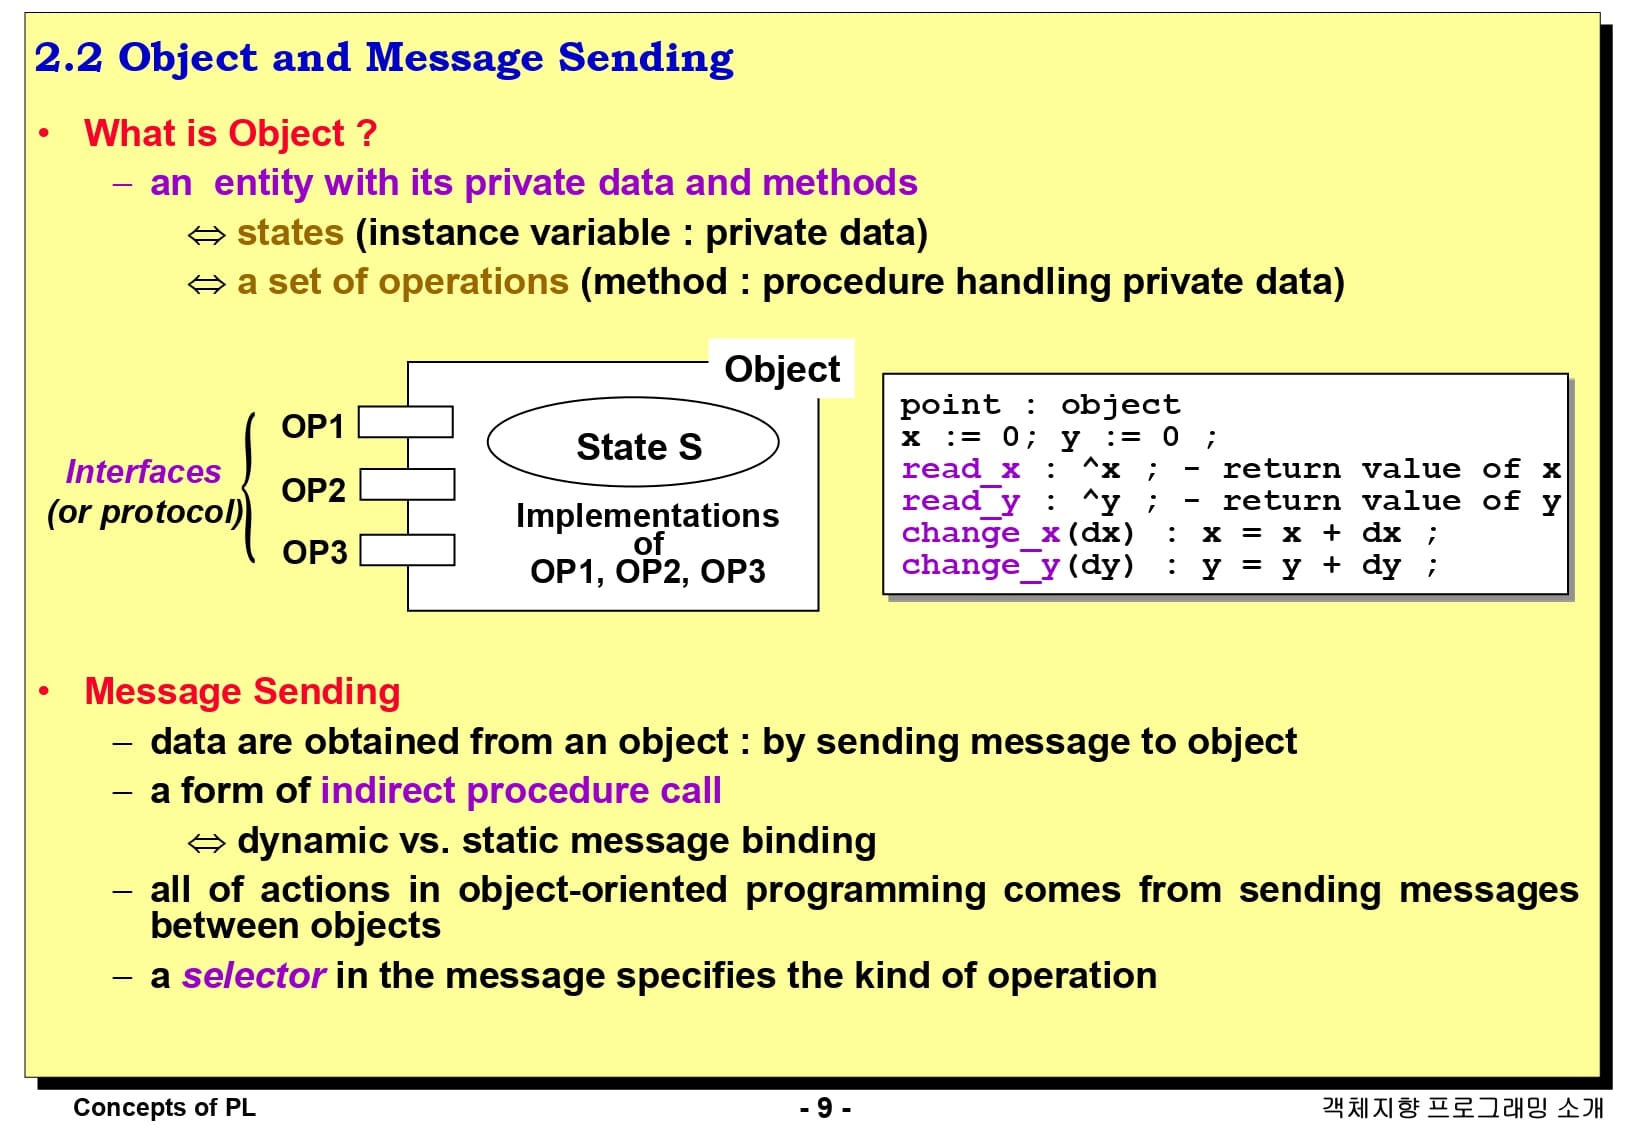 2.2 Object and Message Sending
• What is Object ?
– an entity with its private data and methods
⇔ states (instance variable : private data)
⇔ a set of operations (method : procedure handling private data)
Interfaces
(or protocol)
OP1
OP2
OP3
Object
State S
Implementations
of
OP1, OP2, OP3
point : object
x := 0; y := 0 ;
read_x : ^x ; - return value of x
read_y : ^y ; - return value of y
change_x(dx) : x = x + dx ;
change_y(dy) : y = y + dy ;
• Message Sending
– data are obtained from an object : by sending message to object
– a form of indirect procedure call
⇔ dynamic vs. static message binding
– all of actions in object-oriented programming comes from sending messages
between objects
– a selector in the message specifies the kind of operation
Concepts of PL
- 9 -
객체지향 프로그래밍 소개